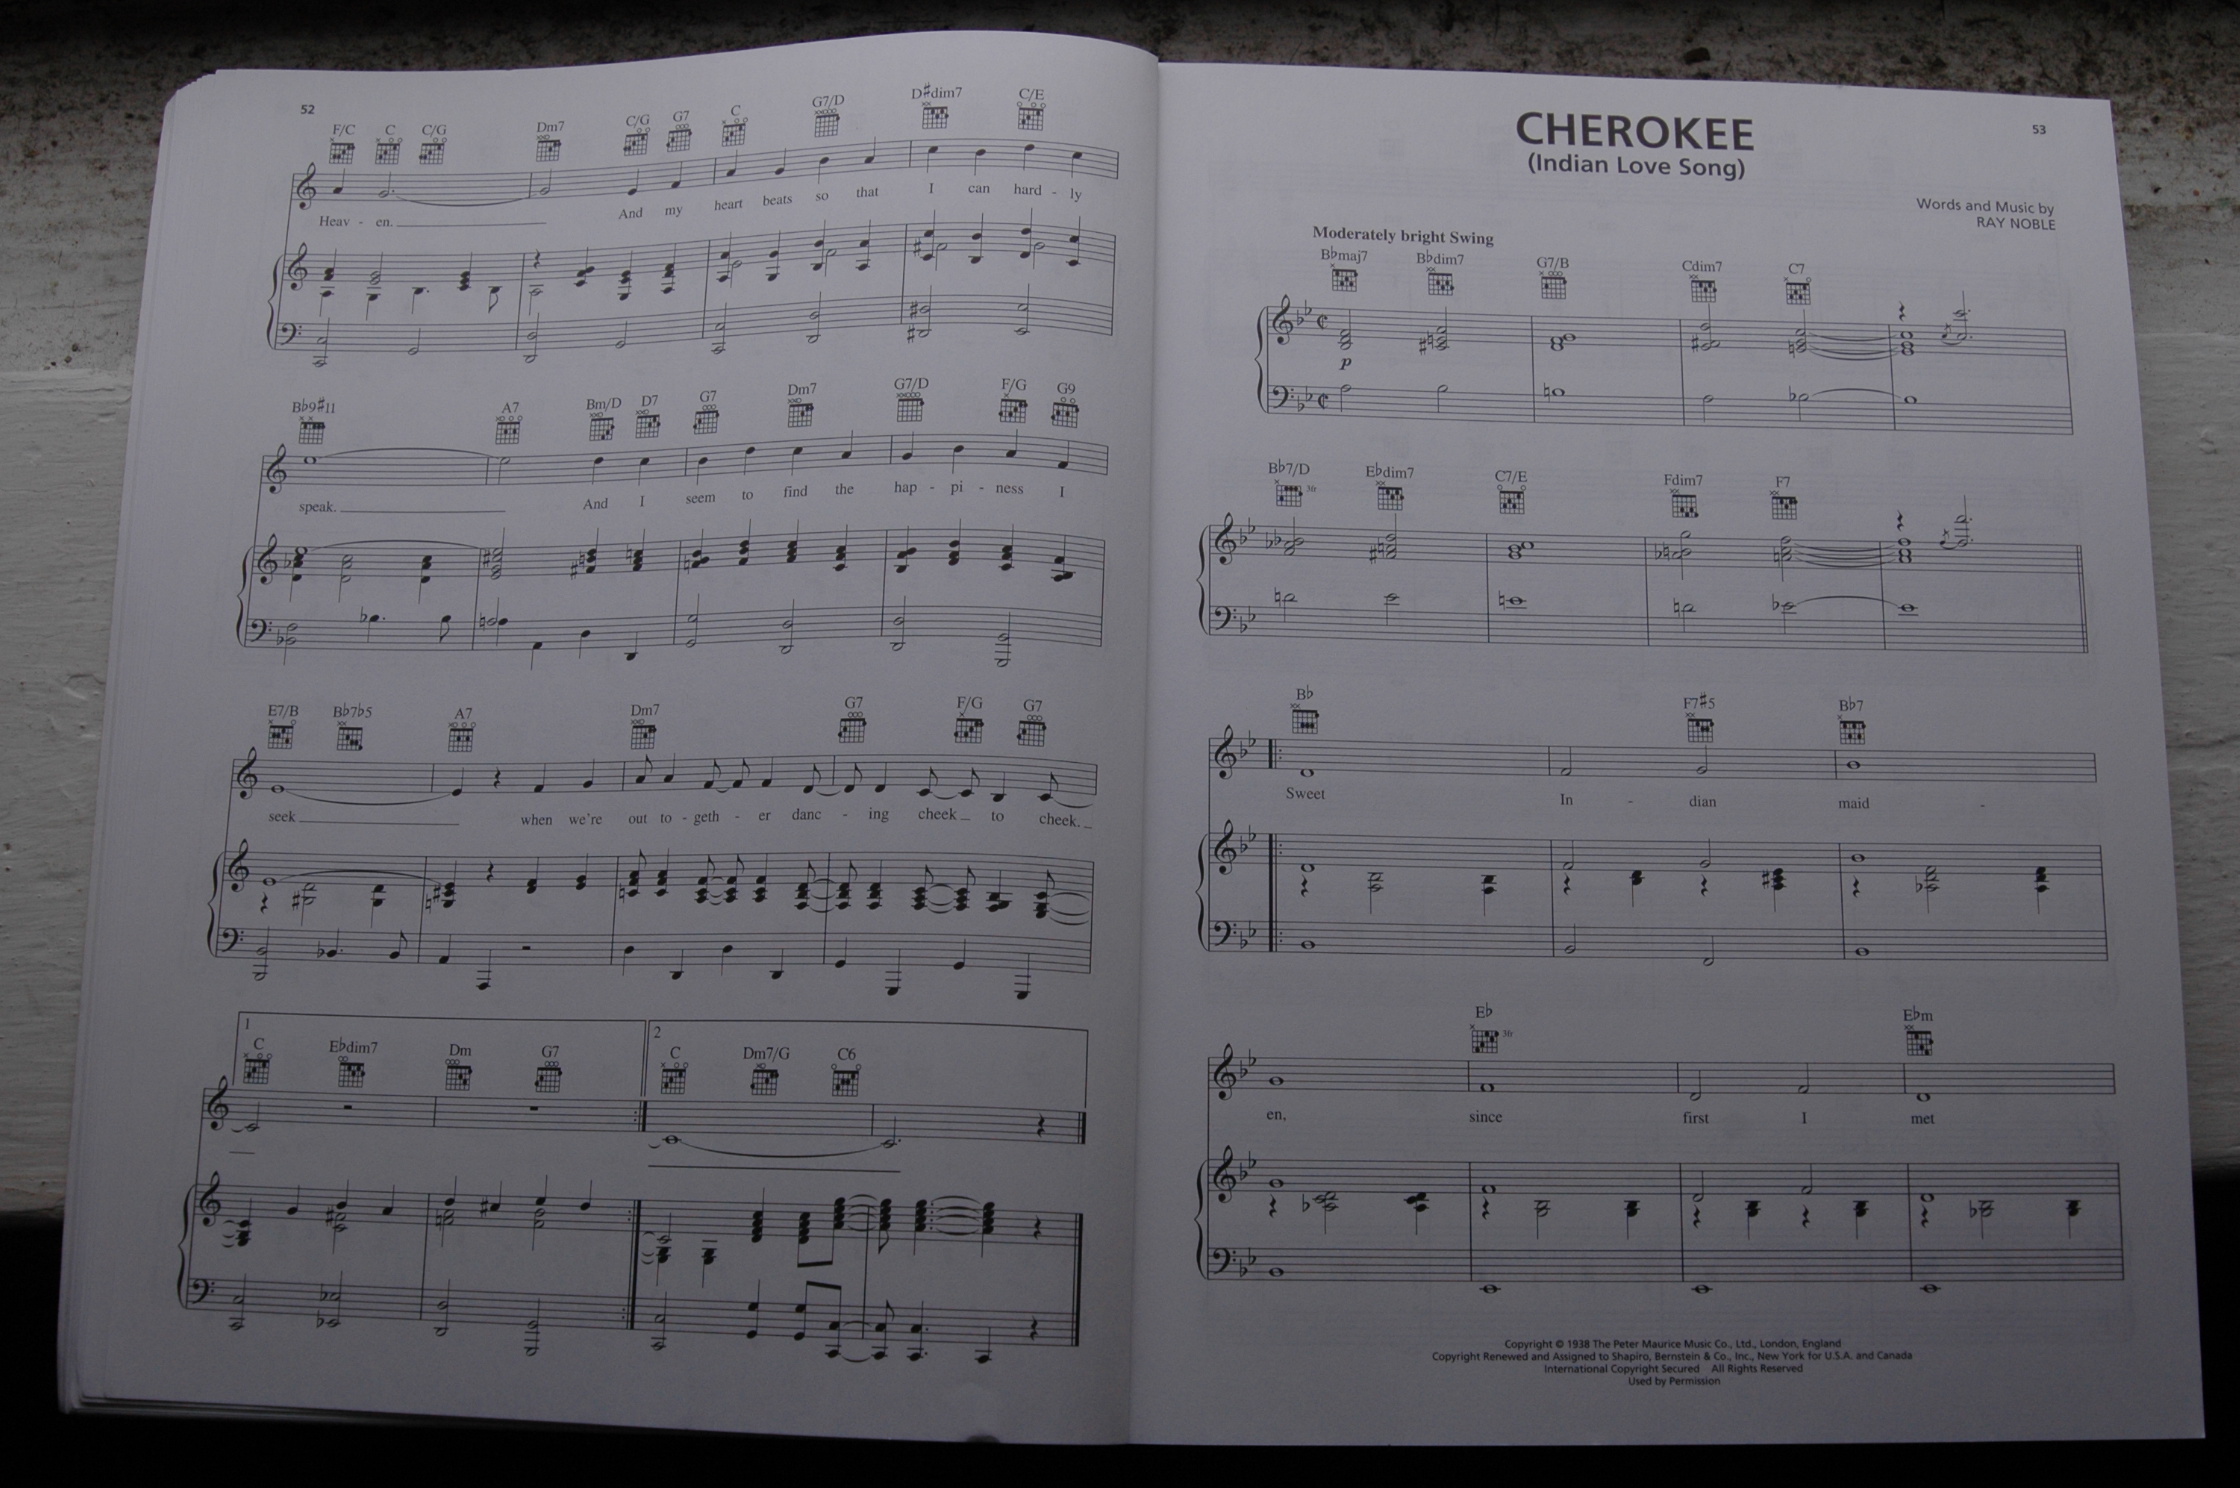 52
F/C C C/G Dm7 C/G G7 C G7/D D♯dim7 C/E
Heav - en. And my heart beats so that I can hard - ly
B♭9♯11 A7 Bm/D D7 G7 Dm7 G7/D F/G G9
speak. And I seem to find the hap - pi - ness I
E7/B B♭7♭5 A7 Dm7 G7 F/G G7
seek when we're out to - geth - er danc - ing cheek to cheek.
1 2
C E♭dim7 Dm G7 C Dm7/G C6
53
CHEROKEE
(Indian Love Song)
Words and Music by
RAY NOBLE
Moderately bright Swing
B♭maj7 B♭dim7 G7/B Cdim7 C7
p
B♭7/D E♭dim7 C7/E Fdim7 F7
3fr
B♭ F7♯5 B♭7
Sweet In - dian maid -
E♭ E♭m
3fr
en, since first I met
Copyright © 1938 The Peter Maurice Music Co., Ltd., London, England
Copyright Renewed and Assigned to Shapiro, Bernstein & Co., Inc., New York for U.S.A. and Canada
International Copyright Secured All Rights Reserved
Used by Permission